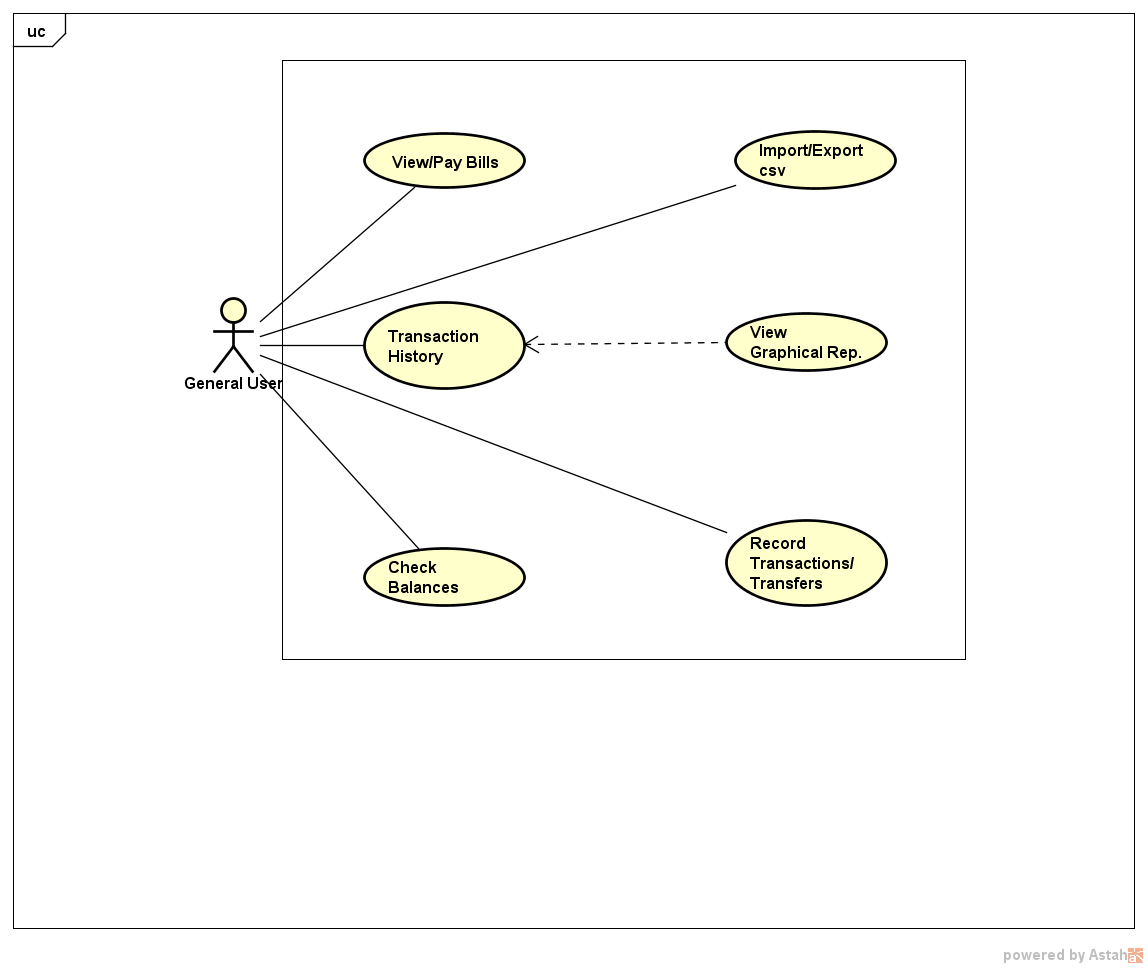 uc
View/Pay Bills
Import/Export
csv
Transaction
History
View
Graphical Rep.
General User
Check
Balances
Record
Transactions/
Transfers
powered by Astah